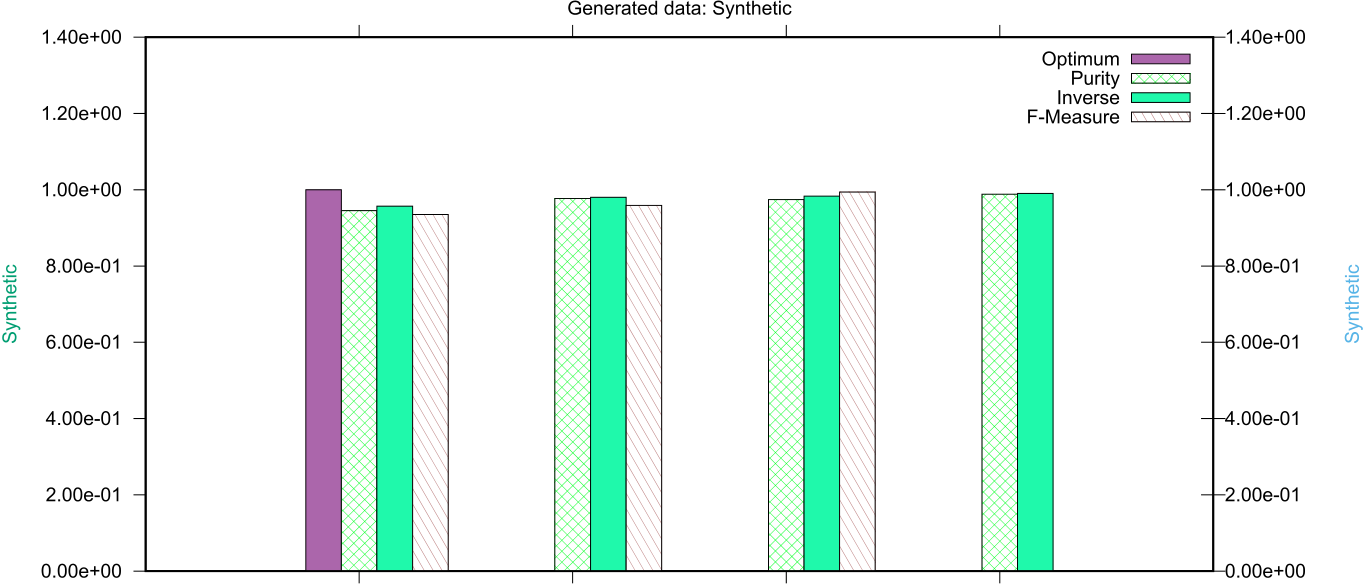 Generated data: Synthetic
1.40e+00
1.20e+00
1.00e+00
8.00e-01
6.00e-01
4.00e-01
2.00e-01
0.00e+00
Synthetic
Optimum
Purity
Inverse
F-Measure
1.40e+00
1.20e+00
1.00e+00
8.00e-01
6.00e-01
4.00e-01
2.00e-01
0.00e+00
Synthetic